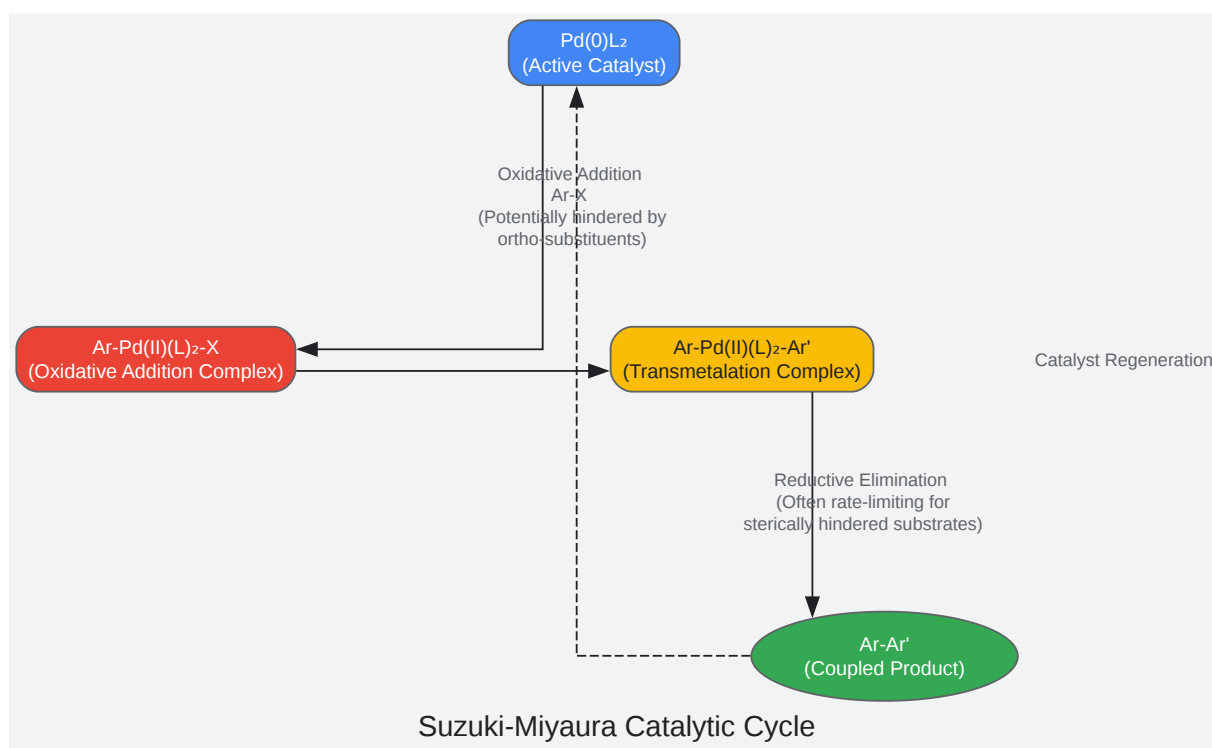 Pd(0)L₂
(Active Catalyst)
Oxidative Addition
Ar-X
(Potentially hindered by
ortho-substituents)
Ar-Pd(II)(L)₂-X
(Oxidative Addition Complex)
Ar-Pd(II)(L)₂-Ar'
(Transmetalation Complex)
Catalyst Regeneration
Reductive Elimination
(Often rate-limiting for
sterically hindered substrates)
Ar-Ar'
(Coupled Product)
Suzuki-Miyaura Catalytic Cycle